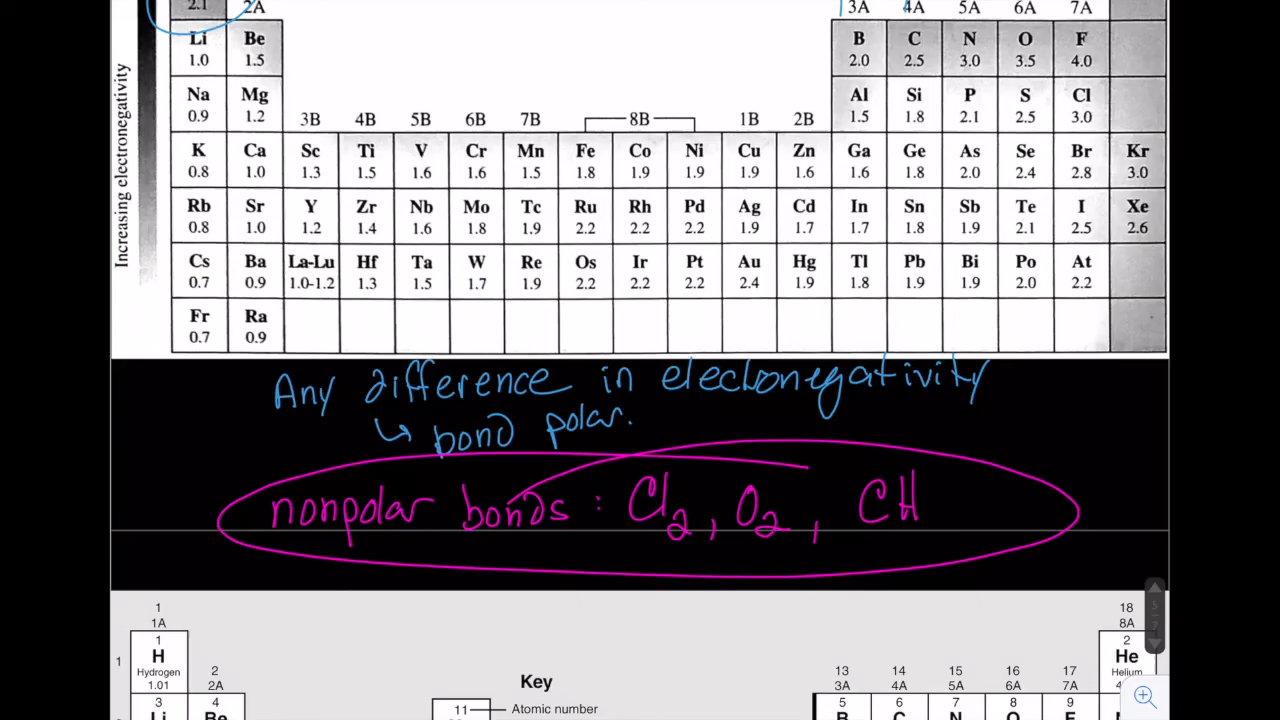 2.1 2A 3A 4A 5A 6A 7A
Li Be B C N O F
1.0 1.5 2.0 2.5 3.0 3.5 4.0
Na Mg Al Si P S Cl
0.9 1.2 3B 4B 5B 6B 7B 8B 1B 2B 1.5 1.8 2.1 2.5 3.0
K Ca Sc Ti V Cr Mn Fe Co Ni Cu Zn Ga Ge As Se Br Kr
0.8 1.0 1.3 1.5 1.6 1.6 1.5 1.8 1.9 1.9 1.9 1.6 1.6 1.8 2.0 2.4 2.8 3.0
Rb Sr Y Zr Nb Mo Tc Ru Rh Pd Ag Cd In Sn Sb Te I Xe
0.8 1.0 1.2 1.4 1.6 1.8 1.9 2.2 2.2 2.2 1.9 1.7 1.7 1.8 1.9 2.1 2.5 2.6
Cs Ba La-Lu Hf Ta W Re Os Ir Pt Au Hg Tl Pb Bi Po At
0.7 0.9 1.0-1.2 1.3 1.5 1.7 1.9 2.2 2.2 2.2 2.4 1.9 1.8 1.9 1.9 2.0 2.2
Fr Ra
0.7 0.9
Increasing electronegativity
Any difference in electronegativity
↳ bond polar.
nonpolar bonds : Cl2, O2, CH
1 18
1A 8A
1 2
1 H He
Hydrogen 2 13 14 15 16 17 Helium
1.01 2A Key 3A 4A 5A 6A 7A 4
3 4 11 Atomic number 5 6 7 8 9
Li Be B C N O F
5
7